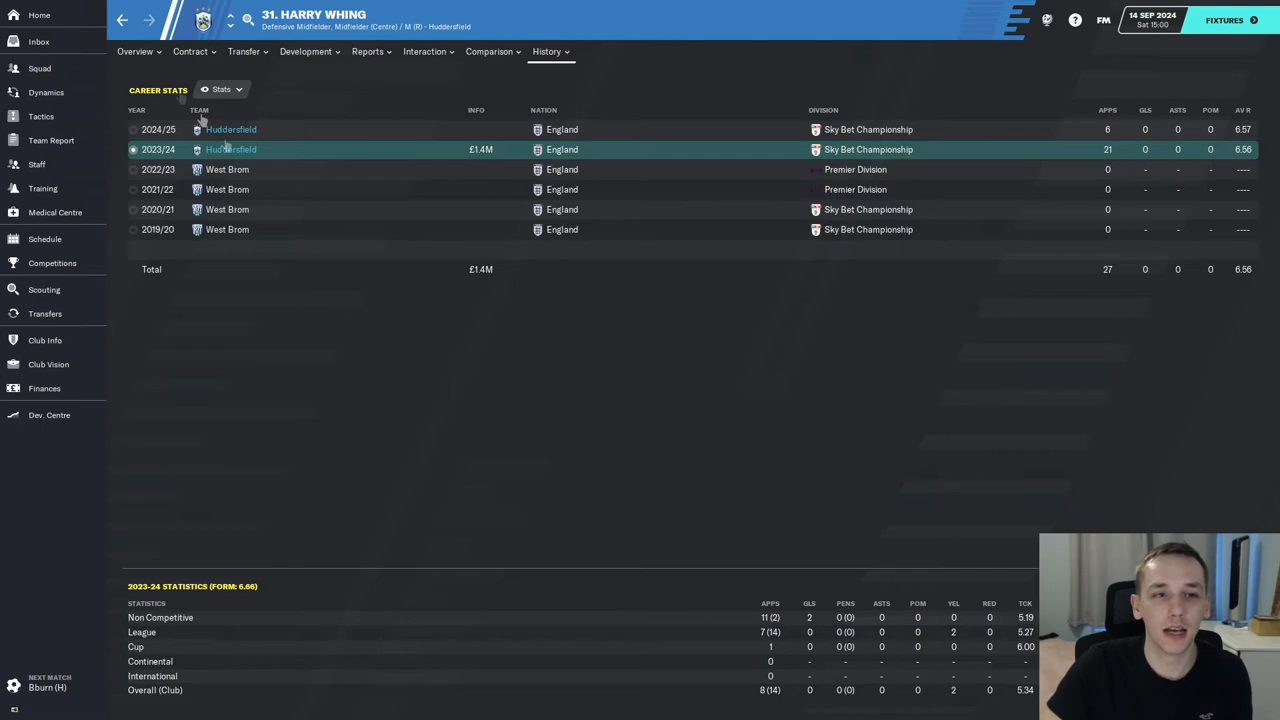 31. HARRY WHING
Defensive Midfielder, Midfielder (Centre) / M (R) - Huddersfield
FM
14 SEP 2024
Sat 15:00
FIXTURES
Home
Inbox
Squad
Dynamics
Tactics
Team Report
Staff
Training
Medical Centre
Schedule
Competitions
Scouting
Transfers
Club Info
Club Vision
Finances
Dev. Centre
NEXT MATCH
Bburn (H)
Overview Contract Transfer Development Reports Interaction Comparison History
CAREER STATS Stats
YEAR TEAM INFO NATION DIVISION APPS GLS ASTS POM AV R
2024/25 Huddersfield England Sky Bet Championship 6 0 0 0 6.57
2023/24 Huddersfield £1.4M England Sky Bet Championship 21 0 0 0 6.56
2022/23 West Brom England Premier Division 0 - - - ----
2021/22 West Brom England Premier Division 0 - - - ----
2020/21 West Brom England Sky Bet Championship 0 - - - ----
2019/20 West Brom England Sky Bet Championship 0 - - - ----
Total £1.4M 27 0 0 0 6.56
2023-24 STATISTICS (FORM: 6.66)
STATISTICS APPS GLS PENS ASTS POM YEL RED TCK
Non Competitive 11 (2) 2 0 (0) 0 0 0 0 5.19
League 7 (14) 0 0 (0) 0 0 2 0 5.27
Cup 1 0 0 (0) 0 0 0 0 6.00
Continental 0 - - - - - - -
International 0 - - - - - - -
Overall (Club) 8 (14) 0 0 (0) 0 0 2 0 5.34